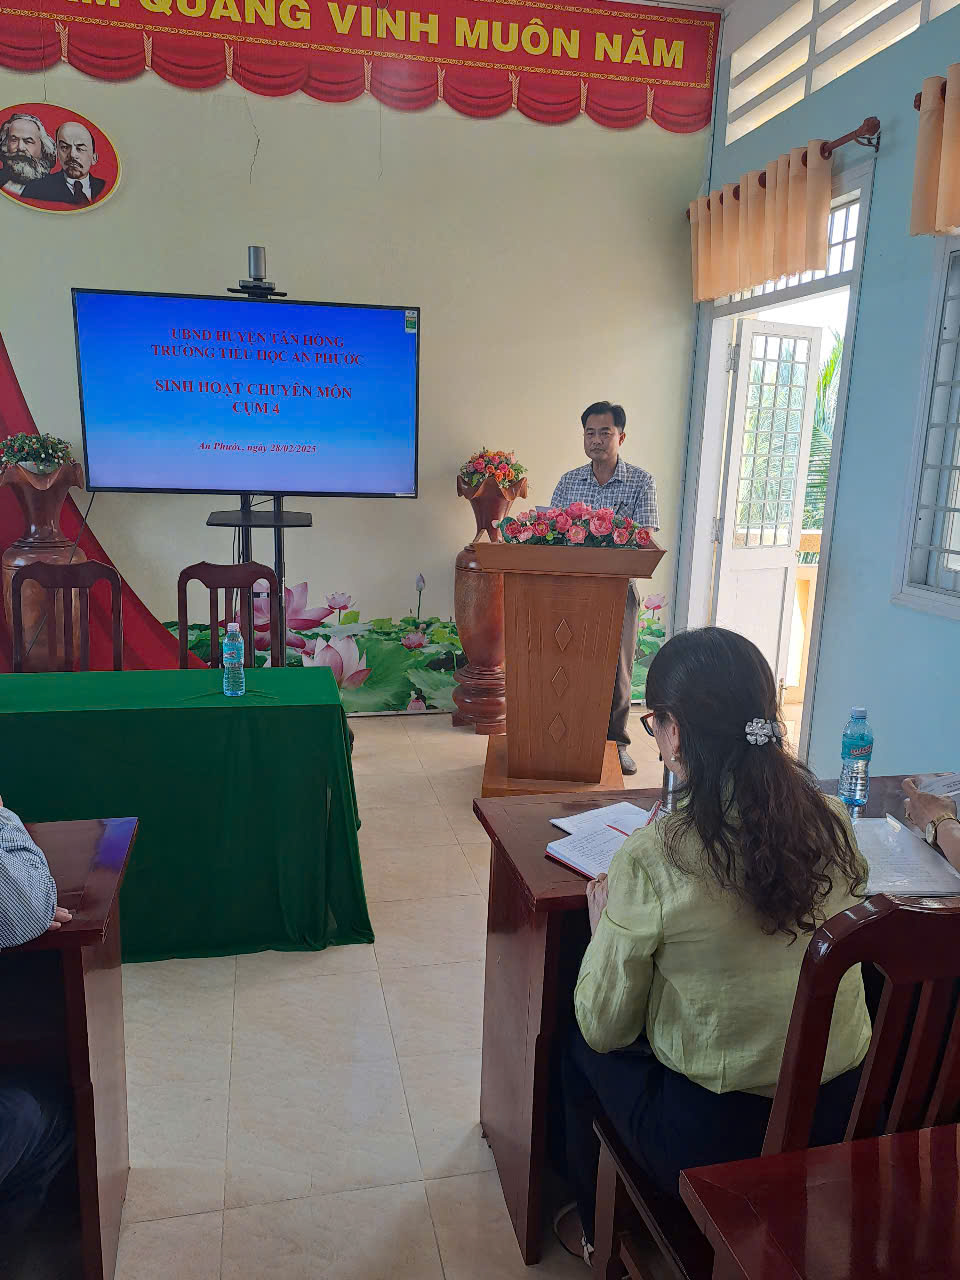 QUANG VINH MUÔN NĂM
UBND HUYỆN TÂN HỒNG
TRƯỜNG TIỂU HỌC AN PHƯỚC
SINH HOẠT CHUYÊN MÔN
CỤM 4
An Phước, ngày 28/02/2025